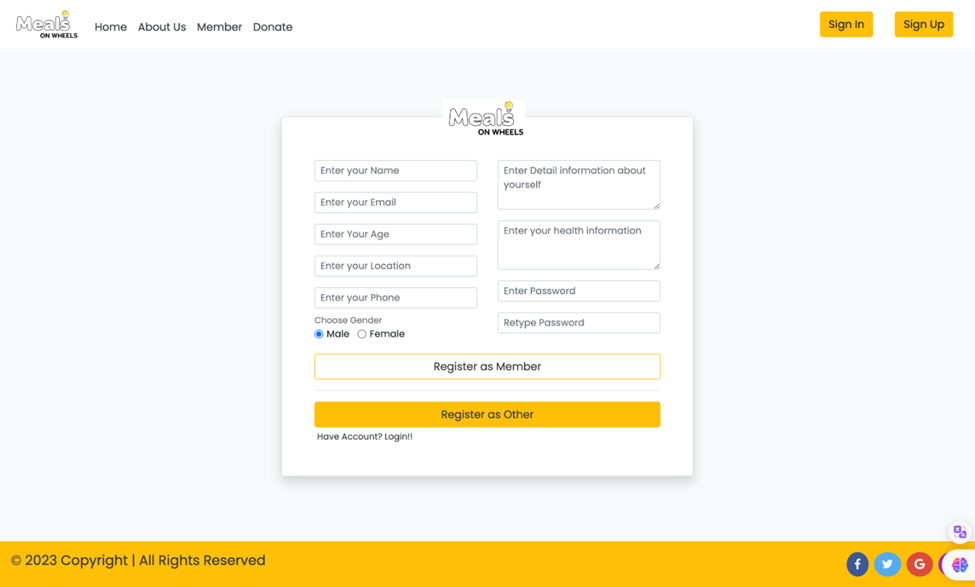 Meals
ON WHEELS
Home About Us Member Donate
Sign In Sign Up
Meals
ON WHEELS
Enter your Name
Enter your Email
Enter Your Age
Enter your Location
Enter your Phone
Choose Gender
Male Female
Enter Detail information about
yourself
Enter your health information
Enter Password
Retype Password
Register as Member
Register as Other
Have Account? Login!!
© 2023 Copyright | All Rights Reserved